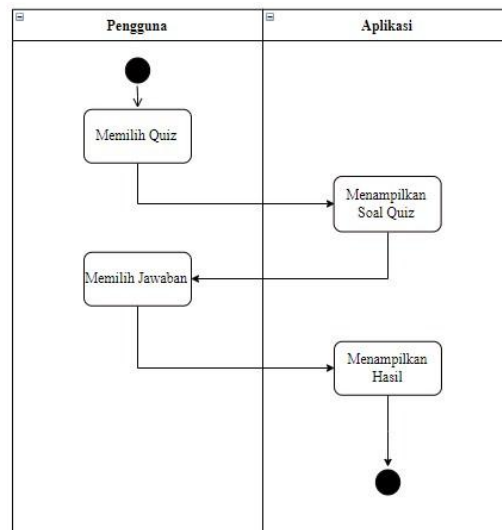 Pengguna
Aplikasi
Memilih Quiz
Menampilkan
Soal Quiz
Memilih Jawaban
Menampilkan
Hasil